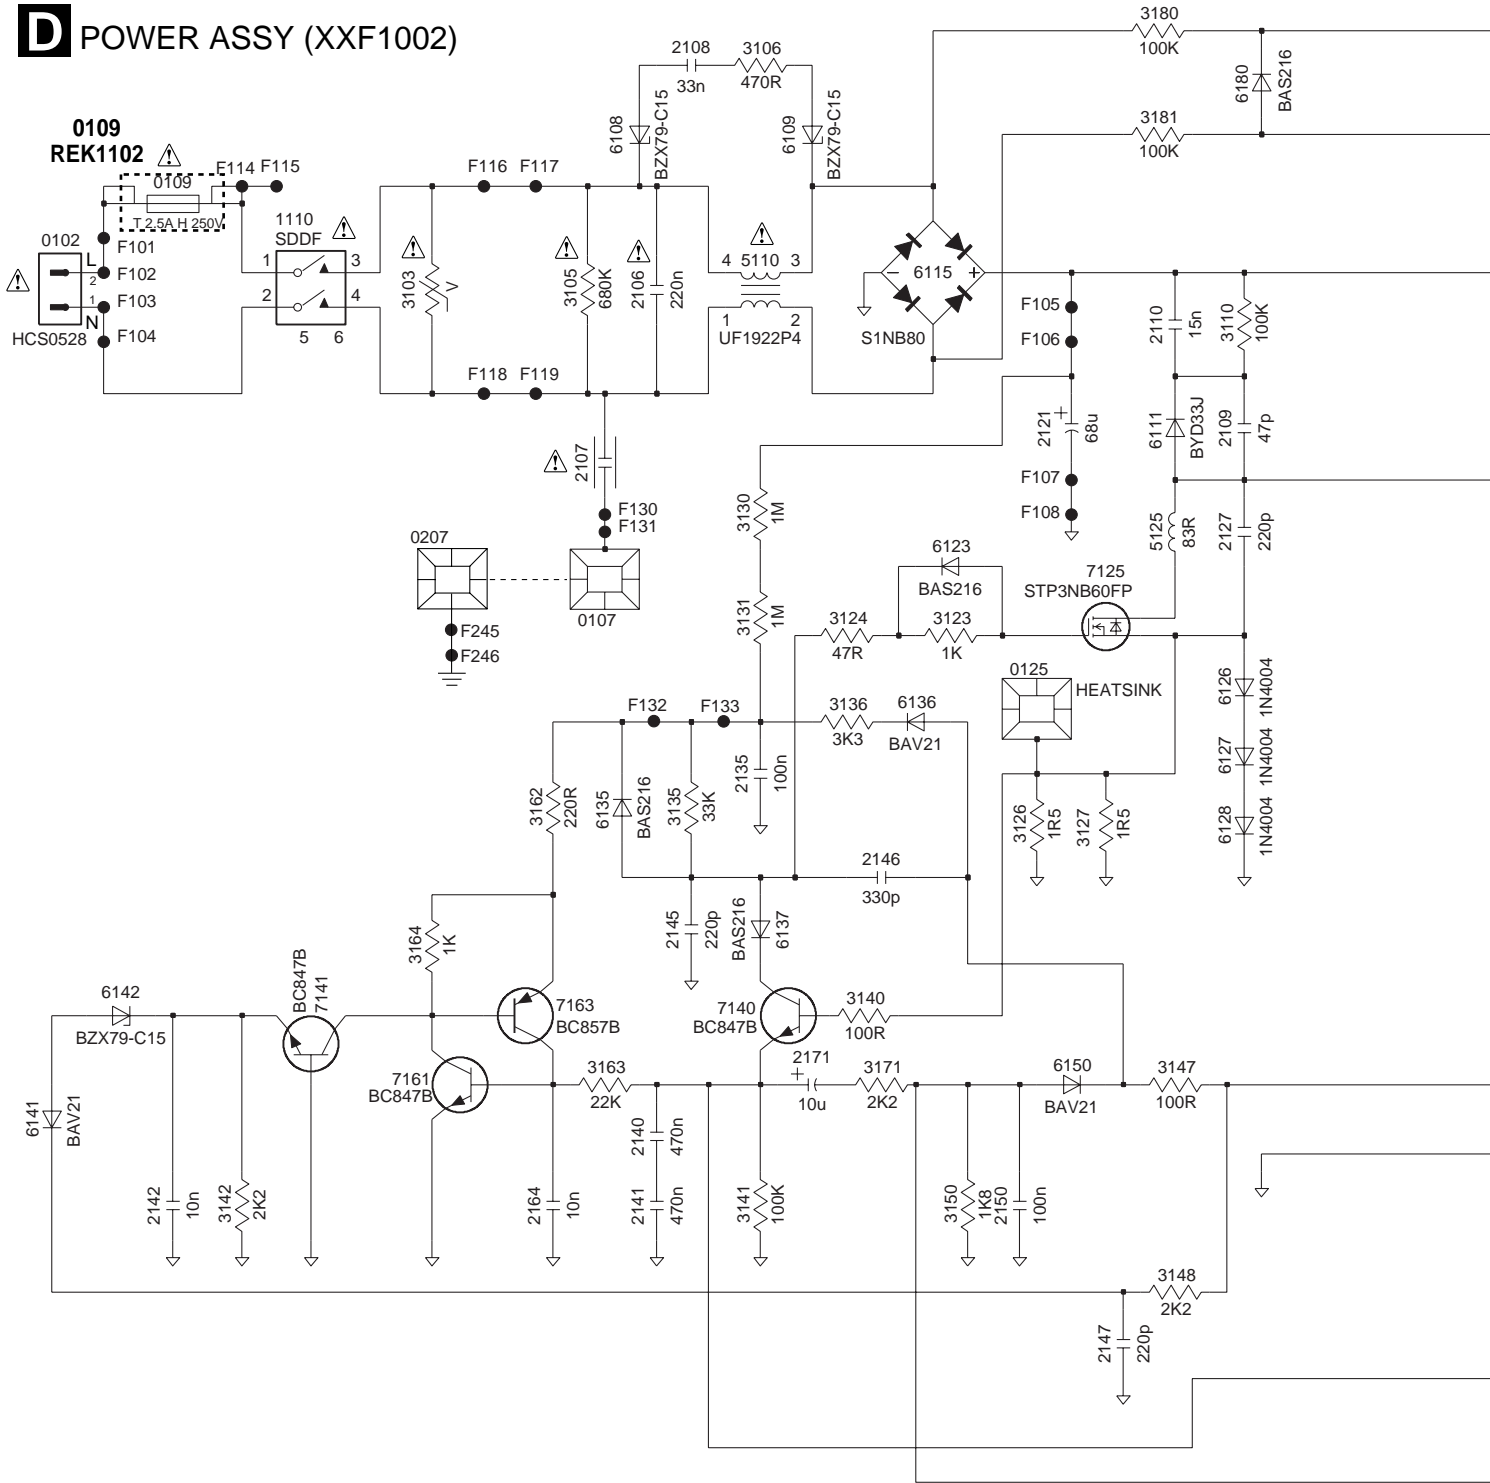 D POWER ASSY (XXF1002)
3180
100K
2108
3106
33n
470R
6108
BZX79-C15
6109
BZX79-C15
6180
BAS216
3181
100K
0109
REK1102
F114
F115
0109
T 2.5A H 250V
F116
F117
0102
L
2
1
N
HCS0528
F101
F102
F103
F104
1110
SDDF
1
3
2
4
5
6
3103
V
3105
680K
2106
220n
4
5110
3
1
2
UF1922P4
-
6115
+
S1NB80
F105
F106
2110
15n
3110
100K
F118
F119
2107
F130
F131
2121
+
68u
6111
BYD33J
2109
47p
F107
F108
3130
1M
5125
83R
2127
220p
0207
0107
F245
F246
6123
BAS216
7125
STP3NB60FP
3131
1M
3124
47R
3123
1K
0125
HEATSINK
6126
1N4004
6127
1N4004
6128
1N4004
F132
F133
3136
3K3
6136
BAV21
3162
220R
6135
BAS216
3135
33K
2135
100n
3126
1R5
3127
1R5
2146
330p
3164
1K
2145
220p
BAS216
6137
BC847B
7141
6142
BZX79-C15
7163
BC857B
7140
BC847B
3140
100R
7161
BC847B
3163
22K
2171
+
10u
3171
2K2
6150
BAV21
3147
100R
6141
BAV21
2140
470n
2142
10n
3142
2K2
2164
10n
2141
470n
3141
100K
3150
1K8
2150
100n
3148
2K2
2147
220p